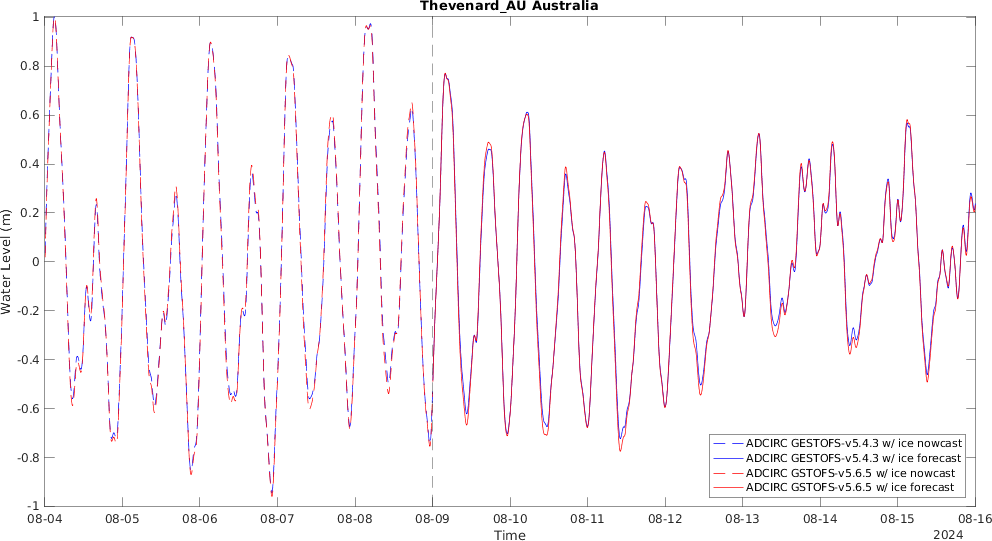 Thevenard_AU Australia
1
0.8
0.6
0.4
0.2
0
-0.2
-0.4
-0.6
-0.8
-1
Water Level (m)
ADCIRC GESTOFS-v5.4.3 w/ ice nowcast
ADCIRC GESTOFS-v5.4.3 w/ ice forecast
ADCIRC GSTOFS-v5.6.5 w/ ice nowcast
ADCIRC GSTOFS-v5.6.5 w/ ice forecast
08-04 08-05 08-06 08-07 08-08 08-09 08-10 08-11 08-12 08-13 08-14 08-15 08-16
Time
2024